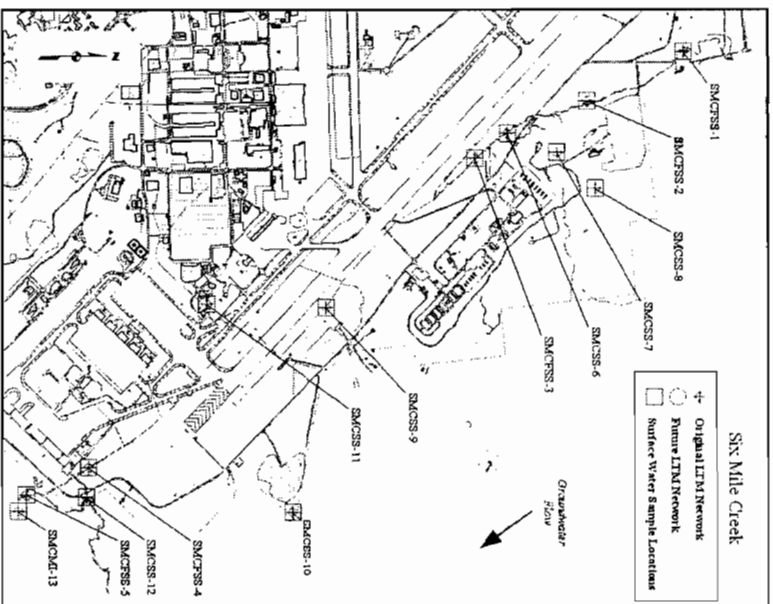 Six Mile Creek
Original LTM Network
Future LTM Network
Surface Water Sample Locations
N
SMCFSS-1
SMCFSS-2
SMCSS-8
SMCSS-7
SMCSS-6
SMCFSS-3
SMCSS-9
SMCSS-11
SMCSS-10
Groundwater
Flow
SMCFSS-4
SMCSS-12
SMCFSS-5
SMCMI-13